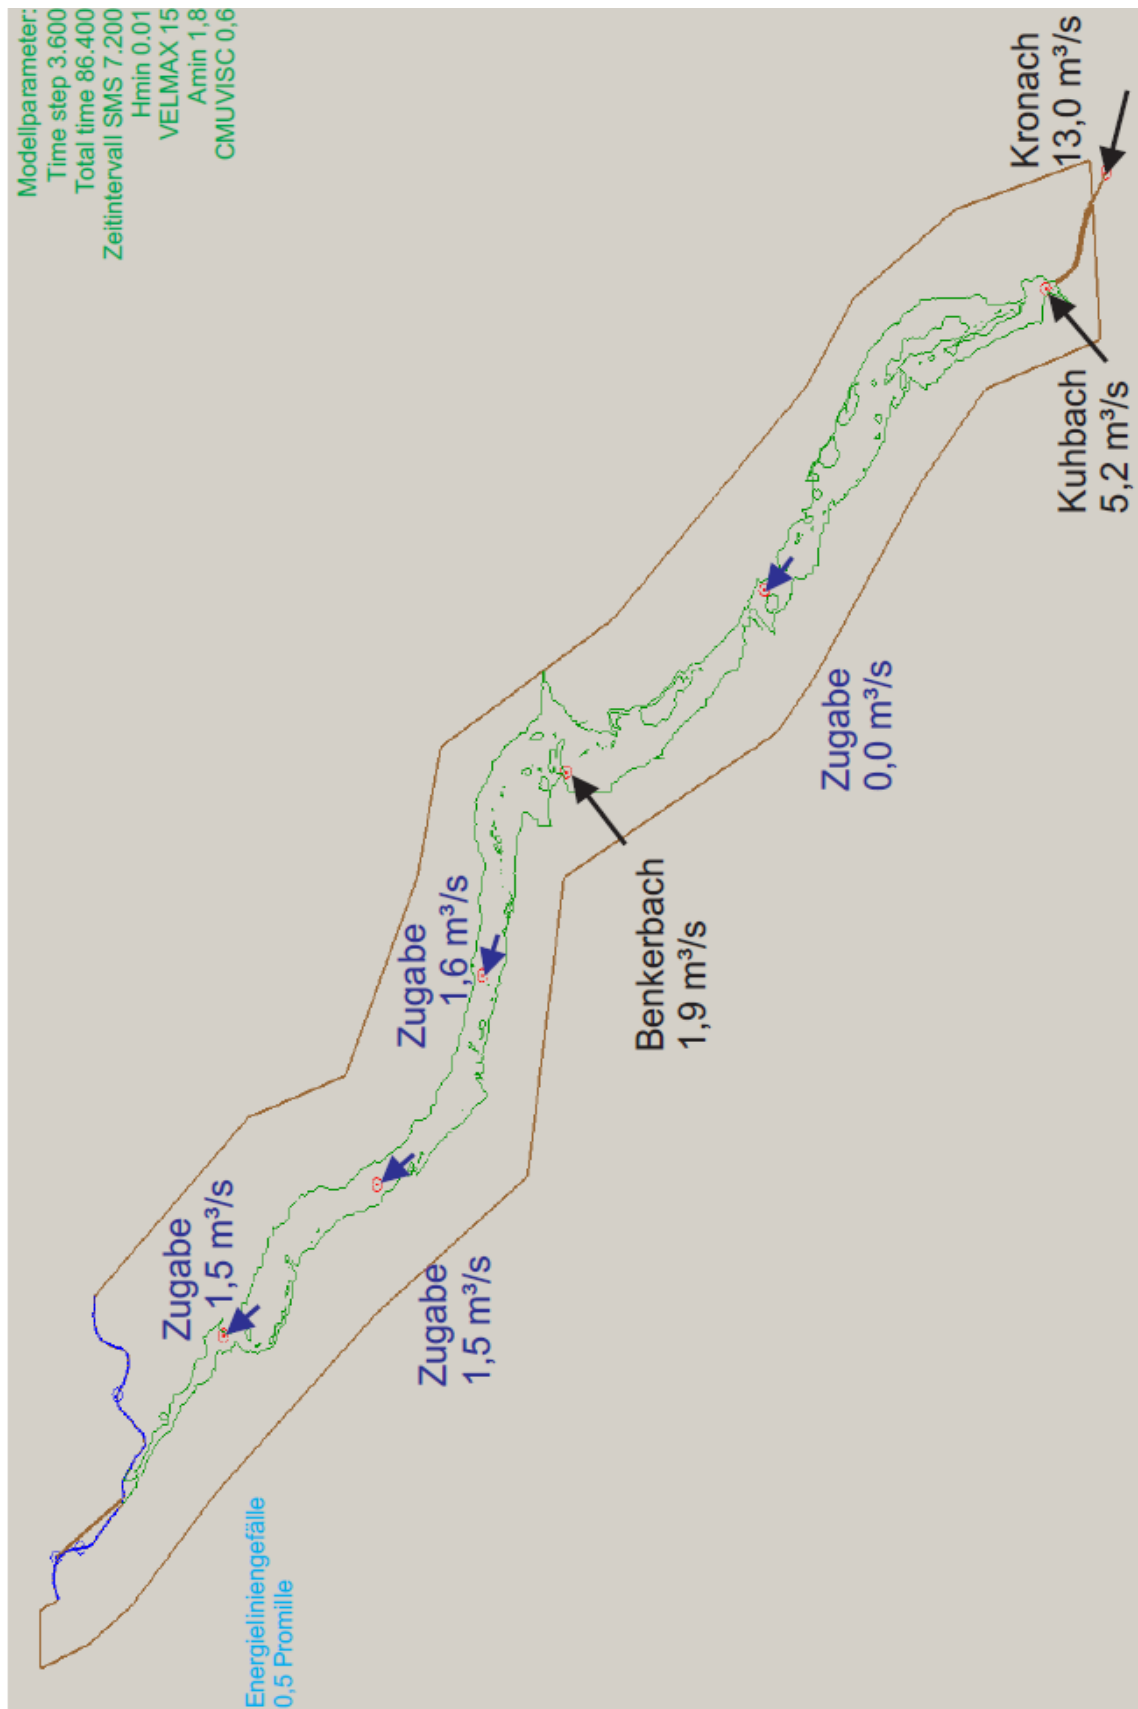 Modellparameter:
Time step 3.600
Total time 86.400
Zeitintervall SMS 7.200
Hmin 0.01
VELMAX 15
Amin 1,8
CMUVISC 0,6
Kronach
13,0 m³/s
Kuhbach
5,2 m³/s
Zugabe
0,0 m³/s
Benkerbach
1,9 m³/s
Zugabe
1,6 m³/s
Zugabe
1,5 m³/s
Zugabe
1,5 m³/s
Energieliniengefälle
0,5 Promille